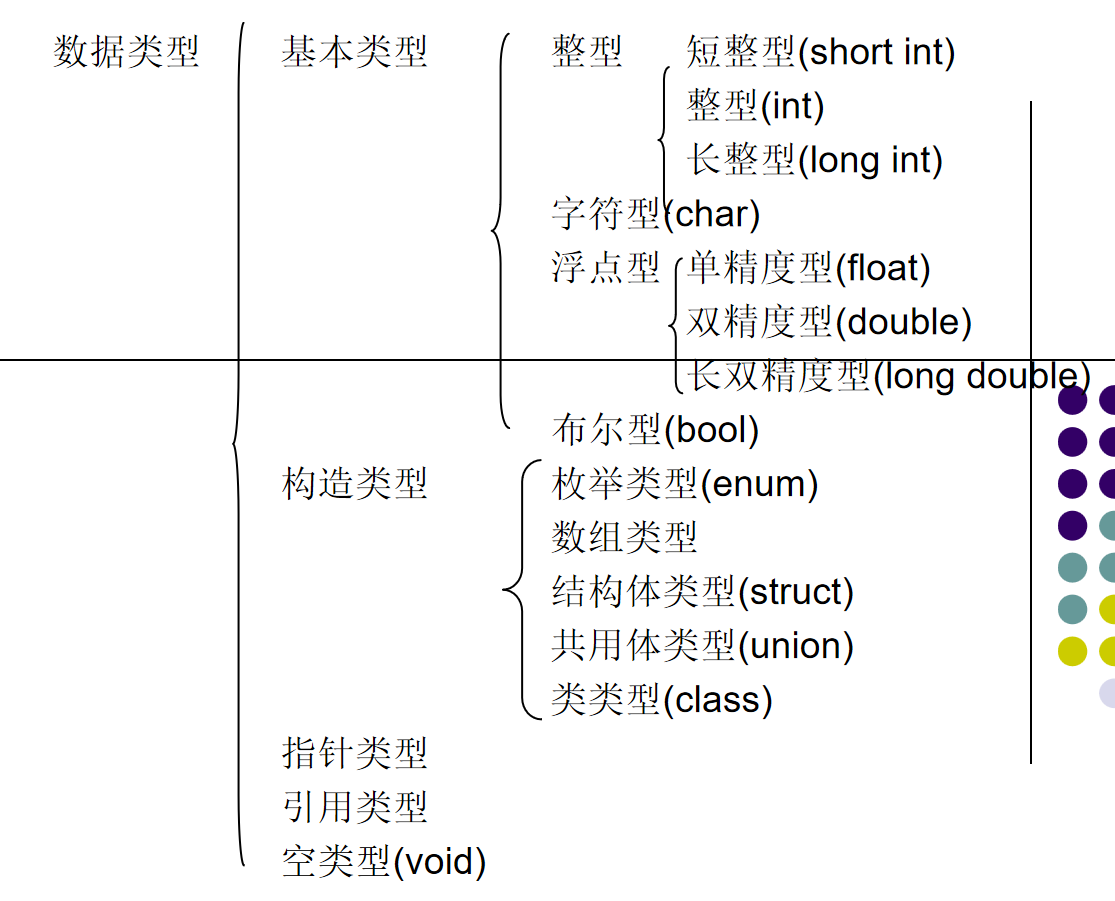 数据类型 基本类型 整型 短整型(short int)
整型(int)
长整型(long int)
字符型(char)
浮点型 单精度型(float)
双精度型(double)
长双精度型(long double)
布尔型(bool)
构造类型 枚举类型(enum)
数组类型
结构体类型(struct)
共用体类型(union)
类类型(class)
指针类型
引用类型
空类型(void)